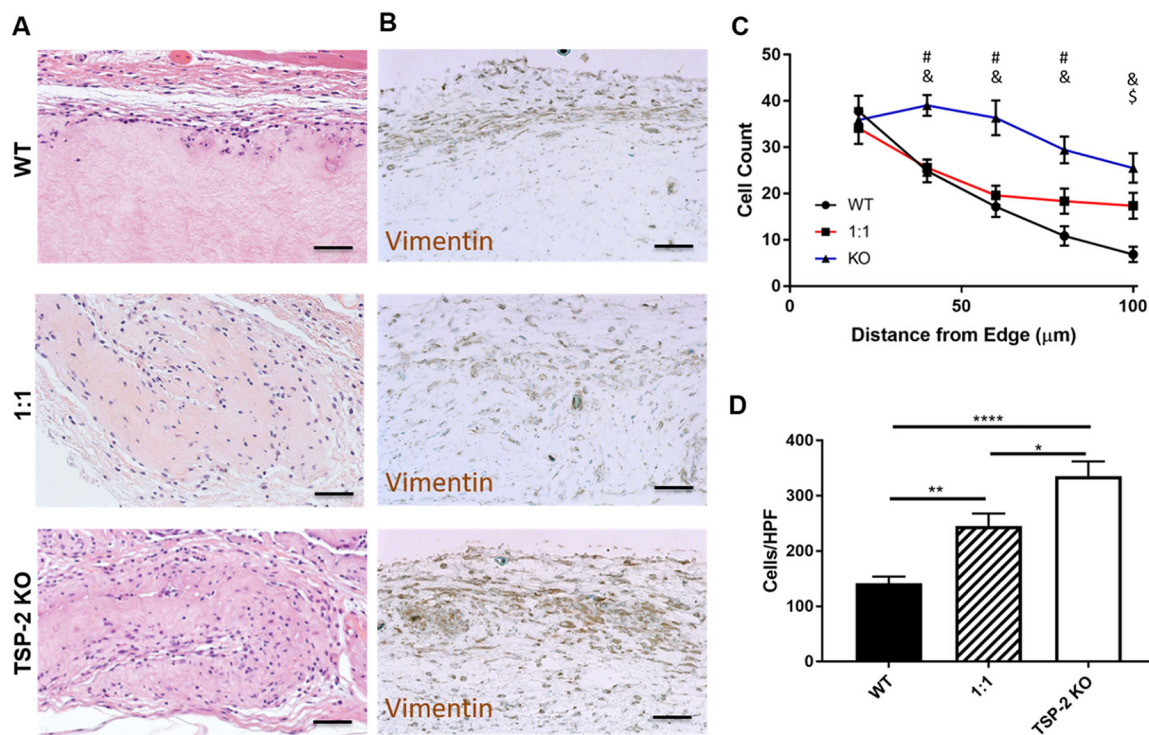 A
B
C
D
WT
1:1
TSP-2 KO
Vimentin
Vimentin
Vimentin
50
40
30
20
10
0
Cell Count
# # #
& & & &
$
WT
1:1
KO
0 50 100
Distance from Edge (μm)
400
300
200
100
0
Cells/HPF
****
*
**
WT
1:1
TSP-2 KO